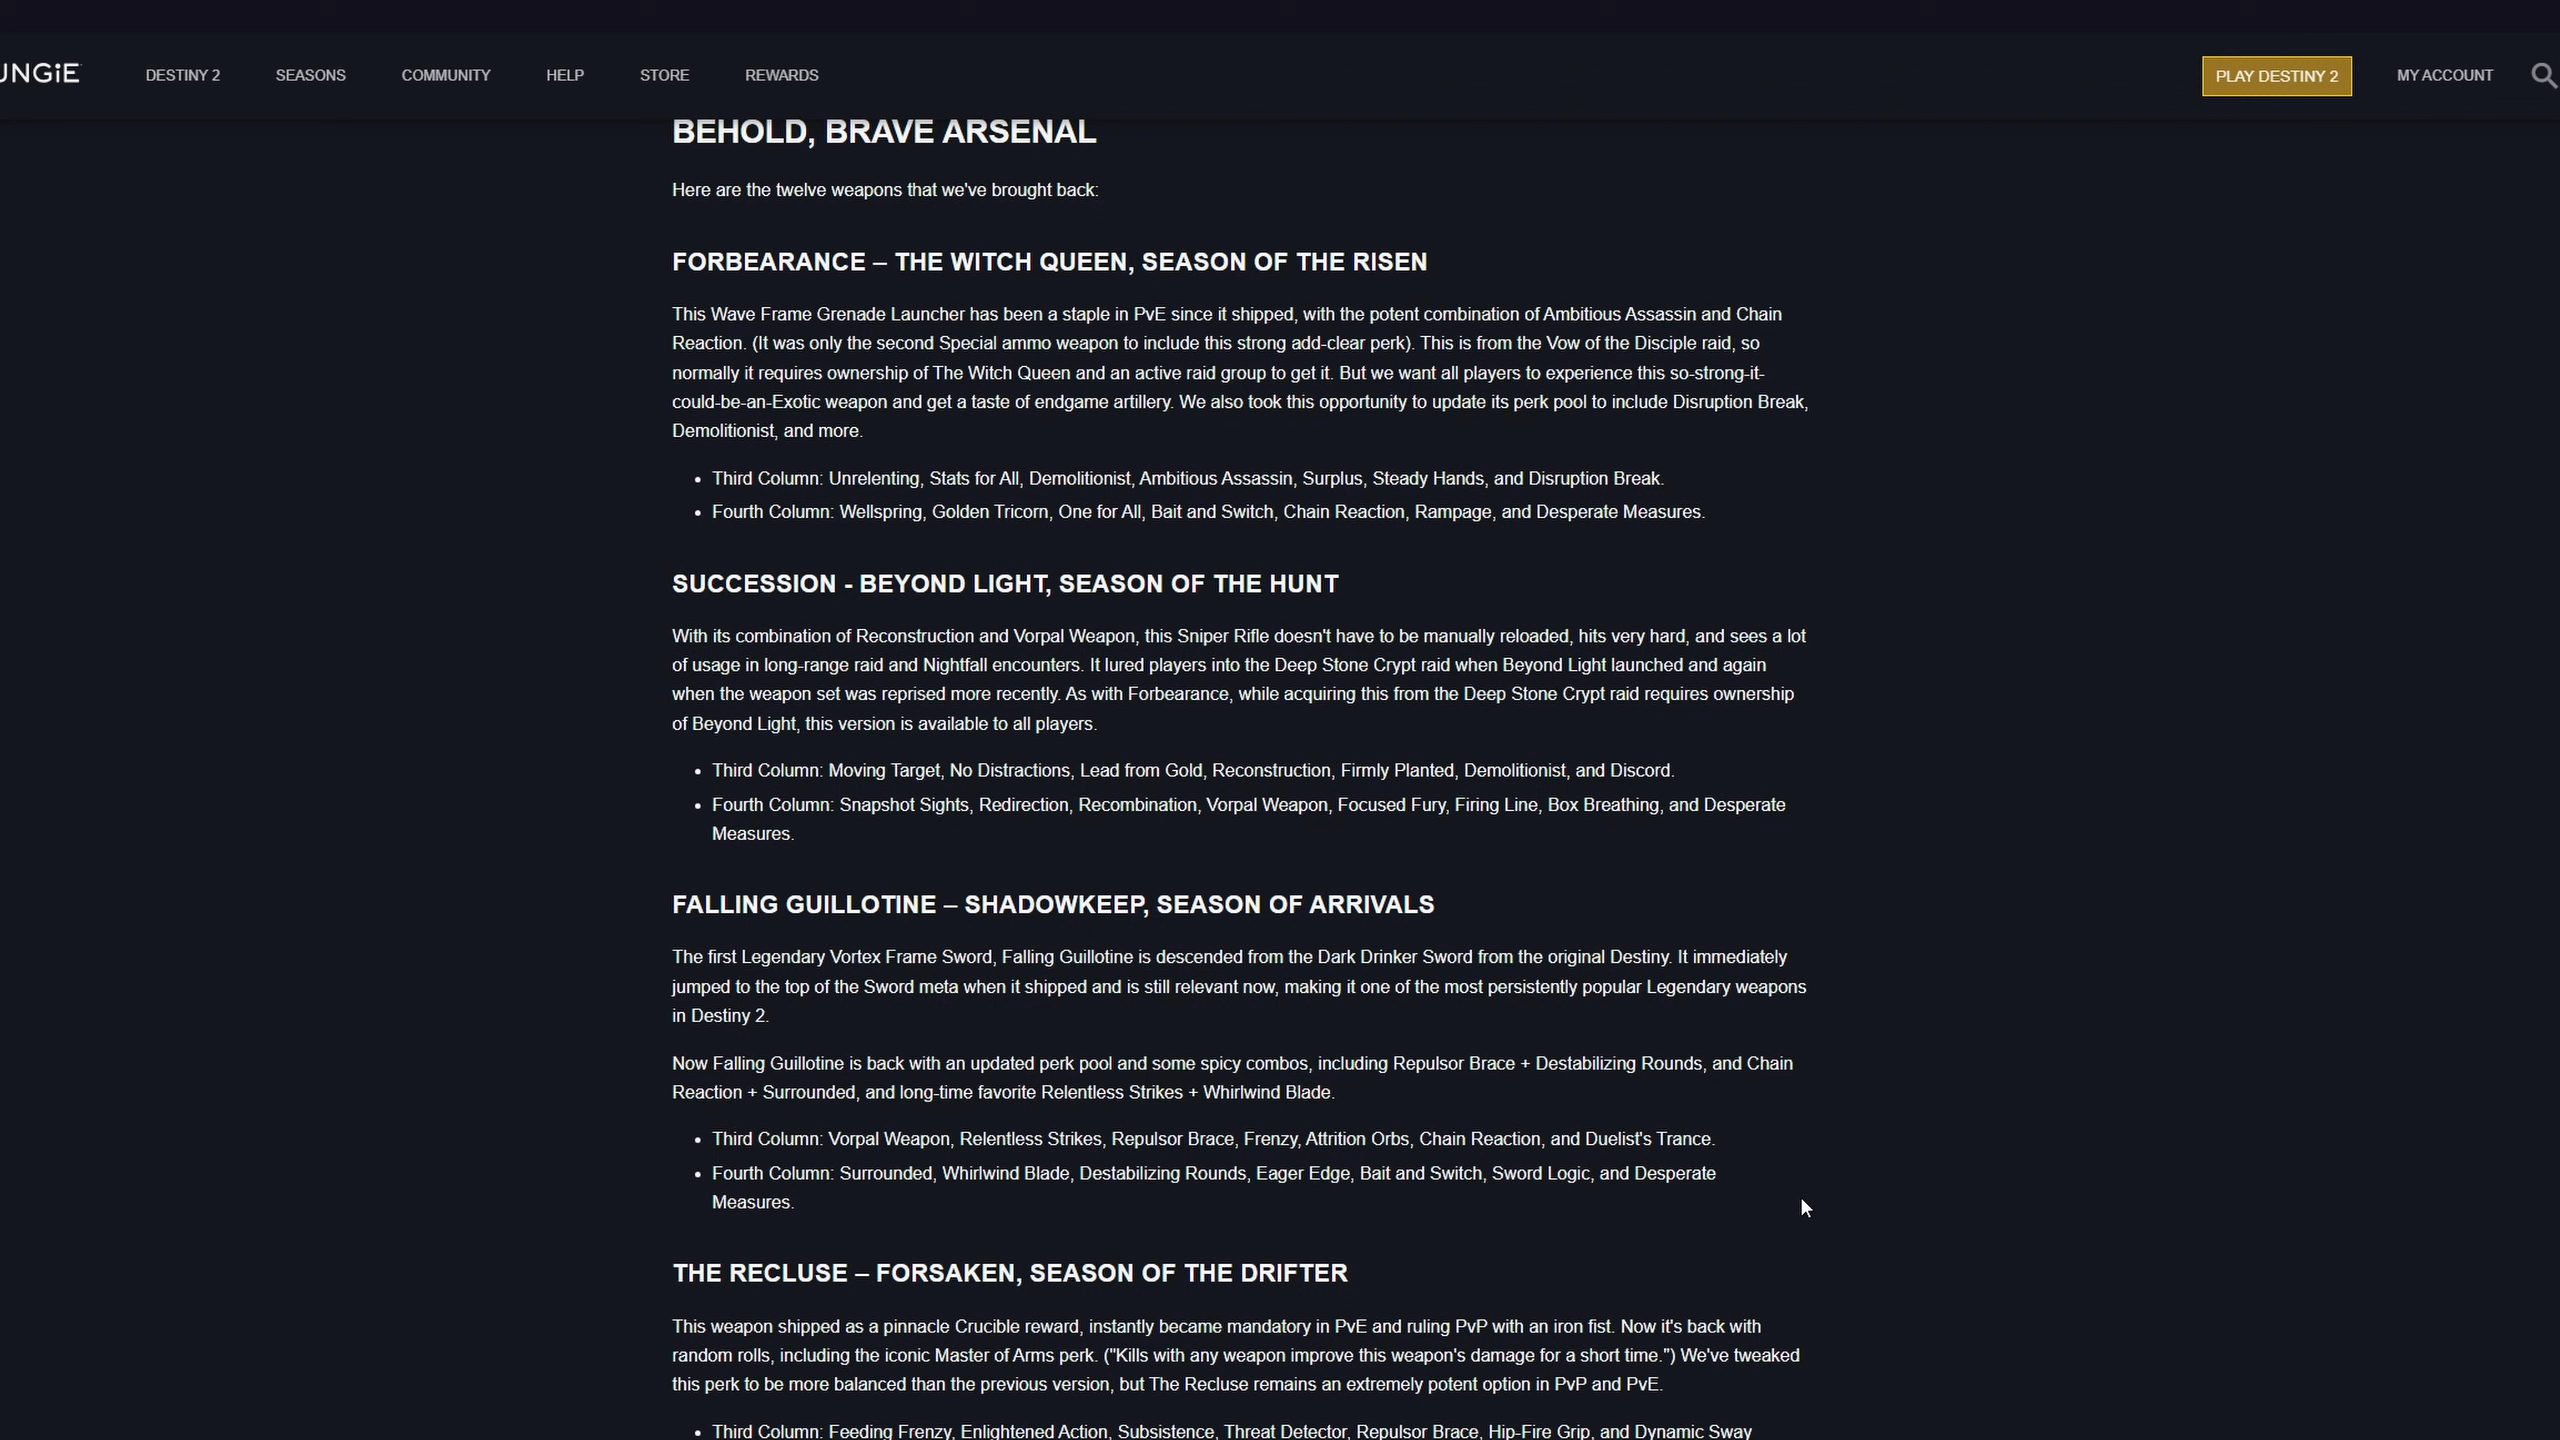 UNGiE
DESTINY 2
SEASONS
COMMUNITY
HELP
STORE
REWARDS
PLAY DESTINY 2
MY ACCOUNT
BEHOLD, BRAVE ARSENAL
Here are the twelve weapons that we've brought back:
FORBEARANCE – THE WITCH QUEEN, SEASON OF THE RISEN
This Wave Frame Grenade Launcher has been a staple in PvE since it shipped, with the potent combination of Ambitious Assassin and Chain
Reaction. (It was only the second Special ammo weapon to include this strong add-clear perk). This is from the Vow of the Disciple raid, so
normally it requires ownership of The Witch Queen and an active raid group to get it. But we want all players to experience this so-strong-it-
could-be-an-Exotic weapon and get a taste of endgame artillery. We also took this opportunity to update its perk pool to include Disruption Break,
Demolitionist, and more.
• Third Column: Unrelenting, Stats for All, Demolitionist, Ambitious Assassin, Surplus, Steady Hands, and Disruption Break.
• Fourth Column: Wellspring, Golden Tricorn, One for All, Bait and Switch, Chain Reaction, Rampage, and Desperate Measures.
SUCCESSION - BEYOND LIGHT, SEASON OF THE HUNT
With its combination of Reconstruction and Vorpal Weapon, this Sniper Rifle doesn't have to be manually reloaded, hits very hard, and sees a lot
of usage in long-range raid and Nightfall encounters. It lured players into the Deep Stone Crypt raid when Beyond Light launched and again
when the weapon set was reprised more recently. As with Forbearance, while acquiring this from the Deep Stone Crypt raid requires ownership
of Beyond Light, this version is available to all players.
• Third Column: Moving Target, No Distractions, Lead from Gold, Reconstruction, Firmly Planted, Demolitionist, and Discord.
• Fourth Column: Snapshot Sights, Redirection, Recombination, Vorpal Weapon, Focused Fury, Firing Line, Box Breathing, and Desperate
Measures.
FALLING GUILLOTINE – SHADOWKEEP, SEASON OF ARRIVALS
The first Legendary Vortex Frame Sword, Falling Guillotine is descended from the Dark Drinker Sword from the original Destiny. It immediately
jumped to the top of the Sword meta when it shipped and is still relevant now, making it one of the most persistently popular Legendary weapons
in Destiny 2.
Now Falling Guillotine is back with an updated perk pool and some spicy combos, including Repulsor Brace + Destabilizing Rounds, and Chain
Reaction + Surrounded, and long-time favorite Relentless Strikes + Whirlwind Blade.
• Third Column: Vorpal Weapon, Relentless Strikes, Repulsor Brace, Frenzy, Attrition Orbs, Chain Reaction, and Duelist's Trance.
• Fourth Column: Surrounded, Whirlwind Blade, Destabilizing Rounds, Eager Edge, Bait and Switch, Sword Logic, and Desperate
Measures.
THE RECLUSE – FORSAKEN, SEASON OF THE DRIFTER
This weapon shipped as a pinnacle Crucible reward, instantly became mandatory in PvE and ruling PvP with an iron fist. Now it's back with
random rolls, including the iconic Master of Arms perk. ("Kills with any weapon improve this weapon's damage for a short time.") We've tweaked
this perk to be more balanced than the previous version, but The Recluse remains an extremely potent option in PvP and PvE.
• Third Column: Feeding Frenzy, Enlightened Action, Subsistence, Threat Detector, Repulsor Brace, Hip-Fire Grip, and Dynamic Sway